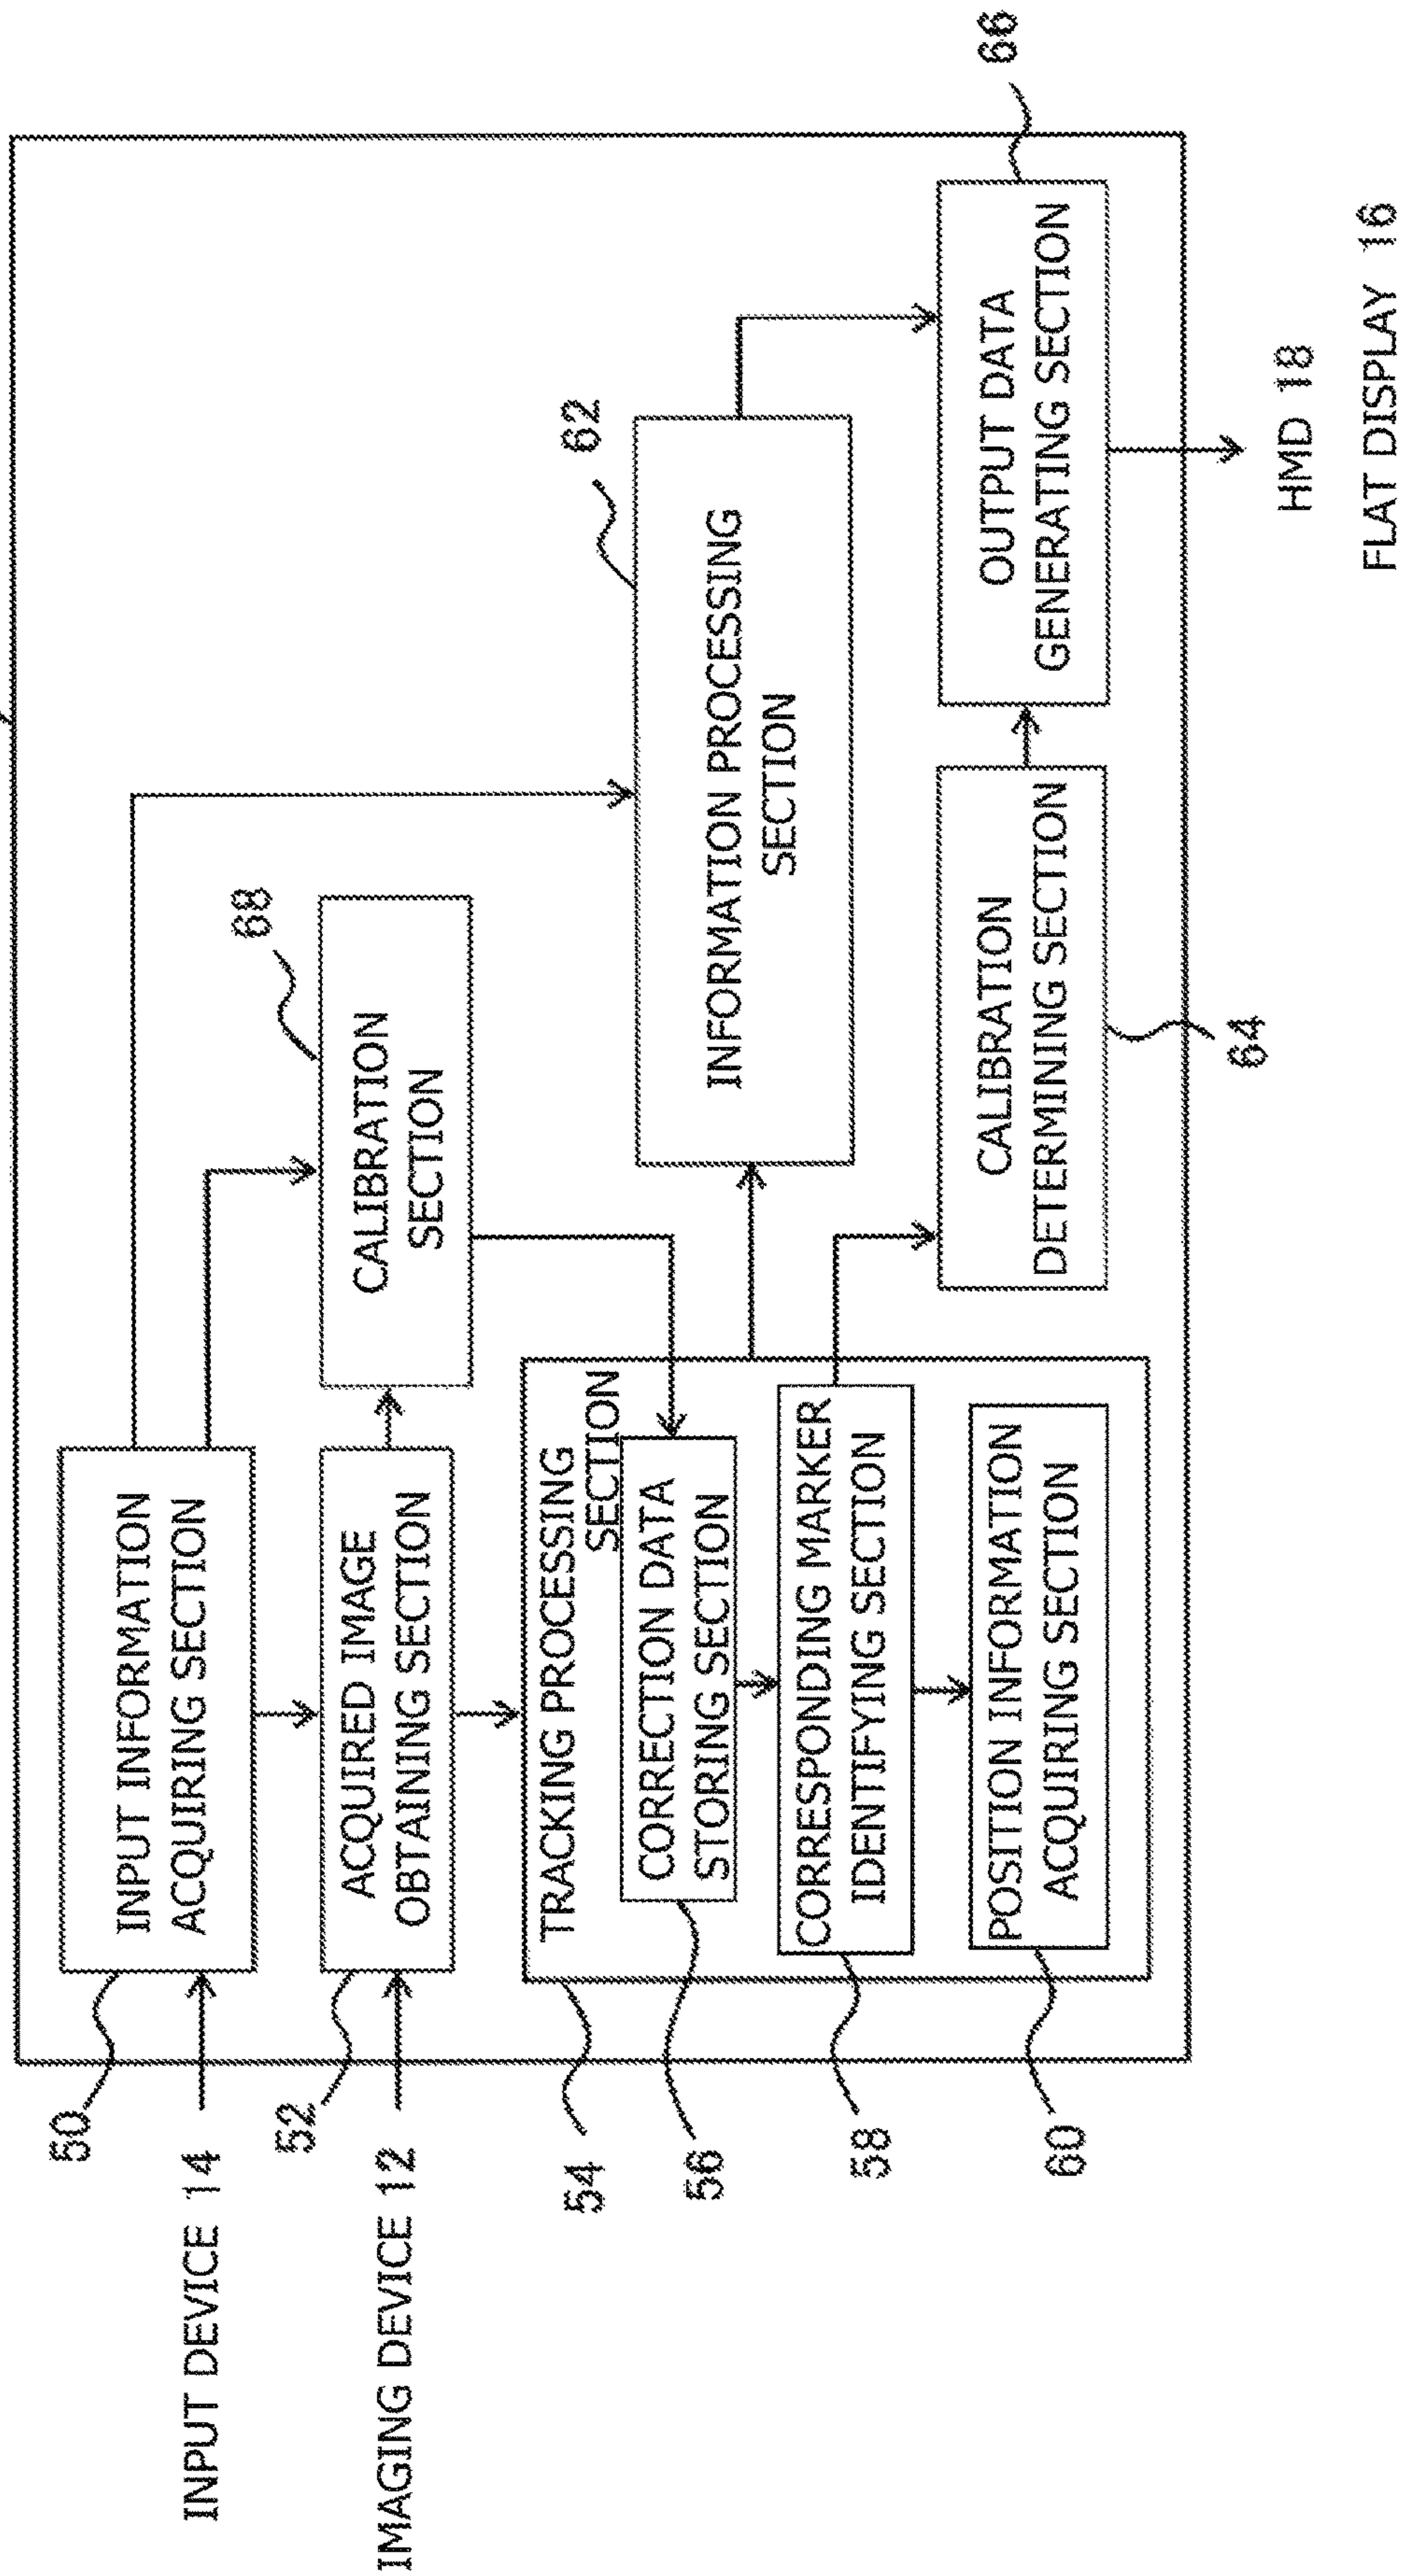 INPUT DEVICE 14
50
INPUT INFORMATION
ACQUIRING SECTION
IMAGING DEVICE 12
52
ACQUIRED IMAGE
OBTAINING SECTION
CALIBRATION
SECTION
68
54
TRACKING PROCESSING
SECTION
56
CORRECTION DATA
STORING SECTION
58
CORRESPONDING MARKER
IDENTIFYING SECTION
60
POSITION INFORMATION
ACQUIRING SECTION
INFORMATION PROCESSING
SECTION
62
CALIBRATION
DETERMINING SECTION
64
OUTPUT DATA
GENERATING SECTION
66
HMD 18
FLAT DISPLAY 16